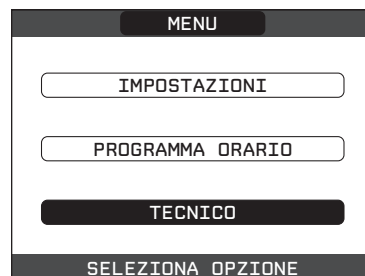 MENU
IMPOSTAZIONI
PROGRAMMA ORARIO
TECNICO
SELEZIONA OPZIONE